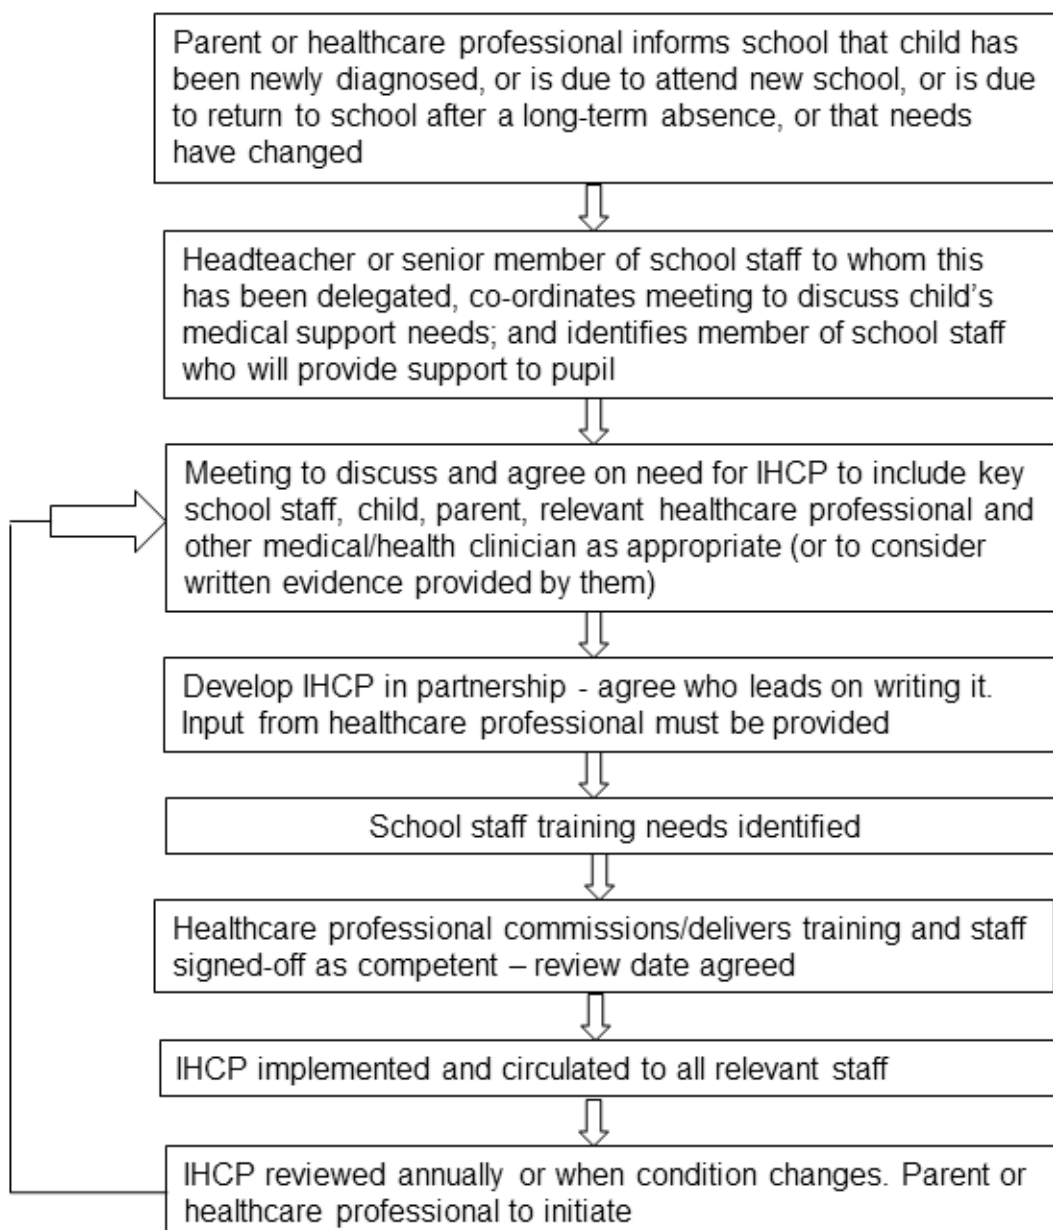 Parent or healthcare professional informs school that child has
been newly diagnosed, or is due to attend new school, or is due
to return to school after a long-term absence, or that needs
have changed
Headteacher or senior member of school staff to whom this
has been delegated, co-ordinates meeting to discuss child’s
medical support needs; and identifies member of school staff
who will provide support to pupil
Meeting to discuss and agree on need for IHCP to include key
school staff, child, parent, relevant healthcare professional and
other medical/health clinician as appropriate (or to consider
written evidence provided by them)
Develop IHCP in partnership - agree who leads on writing it.
Input from healthcare professional must be provided
School staff training needs identified
Healthcare professional commissions/delivers training and staff
signed-off as competent – review date agreed
IHCP implemented and circulated to all relevant staff
IHCP reviewed annually or when condition changes. Parent or
healthcare professional to initiate